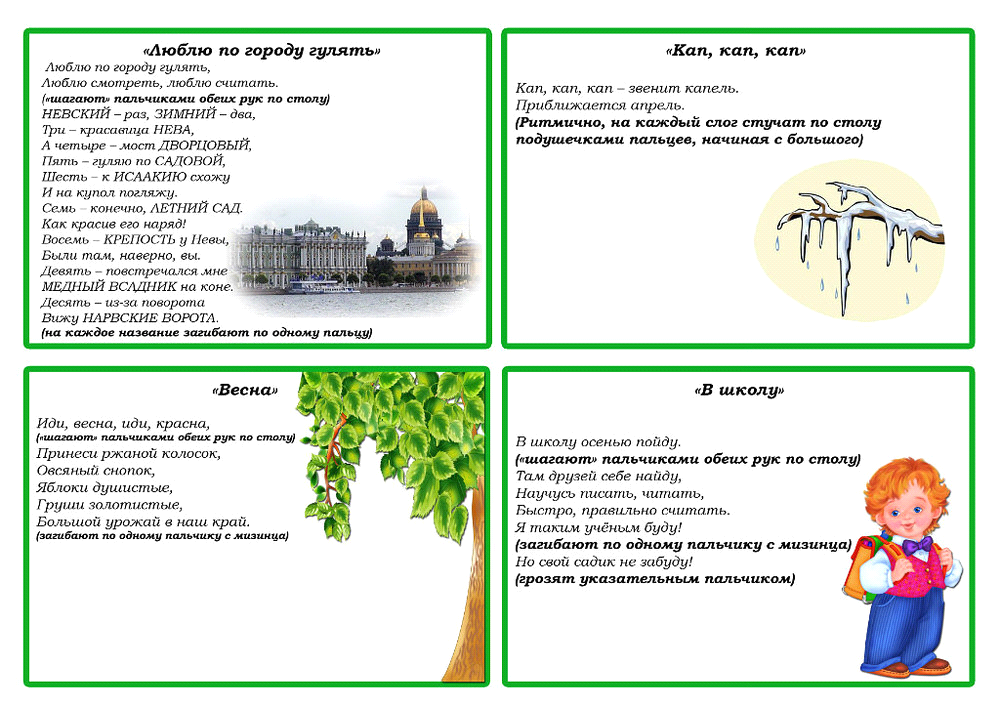 «Люблю по городу гулять»
Люблю по городу гулять,
Люблю смотреть, люблю считать.
(«шагают» пальчиками обеих рук по столу)
НЕВСКИЙ – раз, ЗИМНИЙ – два,
Три – красавица НЕВА,
А четыре – мост ДВОРЦОВЫЙ,
Пять – гуляю по САДОВОЙ,
Шесть – к ИСААКИЮ схожу
И на купол погляжу.
Семь – конечно, ЛЕТНИЙ САД.
Как красив его наряд!
Восемь – КРЕПОСТЬ у Невы,
Были там, наверно, вы.
Девять – повстречался мне
МЕДНЫЙ ВСАДНИК на коне.
Десять – из-за поворота
Вижу НАРВСКИЕ ВОРОТА.
(на каждое название загибают по одному пальцу)
«Кап, кап, кап»
Кап, кап, кап – звенит капель.
Приближается апрель.
(Ритмично, на каждый слог стучат по столу
подушечками пальцев, начиная с большого)
«Весна»
Иди, весна, иди, красна,
(«шагают» пальчиками обеих рук по столу)
Принеси ржаной колосок,
Овсяный снопок,
Яблоки душистые,
Груши золотистые,
Большой урожай в наш край.
(загибают по одному пальчику с мизинца)
«В школу»
В школу осенью пойду.
(«шагают» пальчиками обеих рук по столу)
Там друзей себе найду,
Научусь писать, читать,
Быстро, правильно считать.
Я таким учёным буду!
(загибают по одному пальчику с мизинца)
Но свой садик не забуду!
(грозят указательным пальчиком)